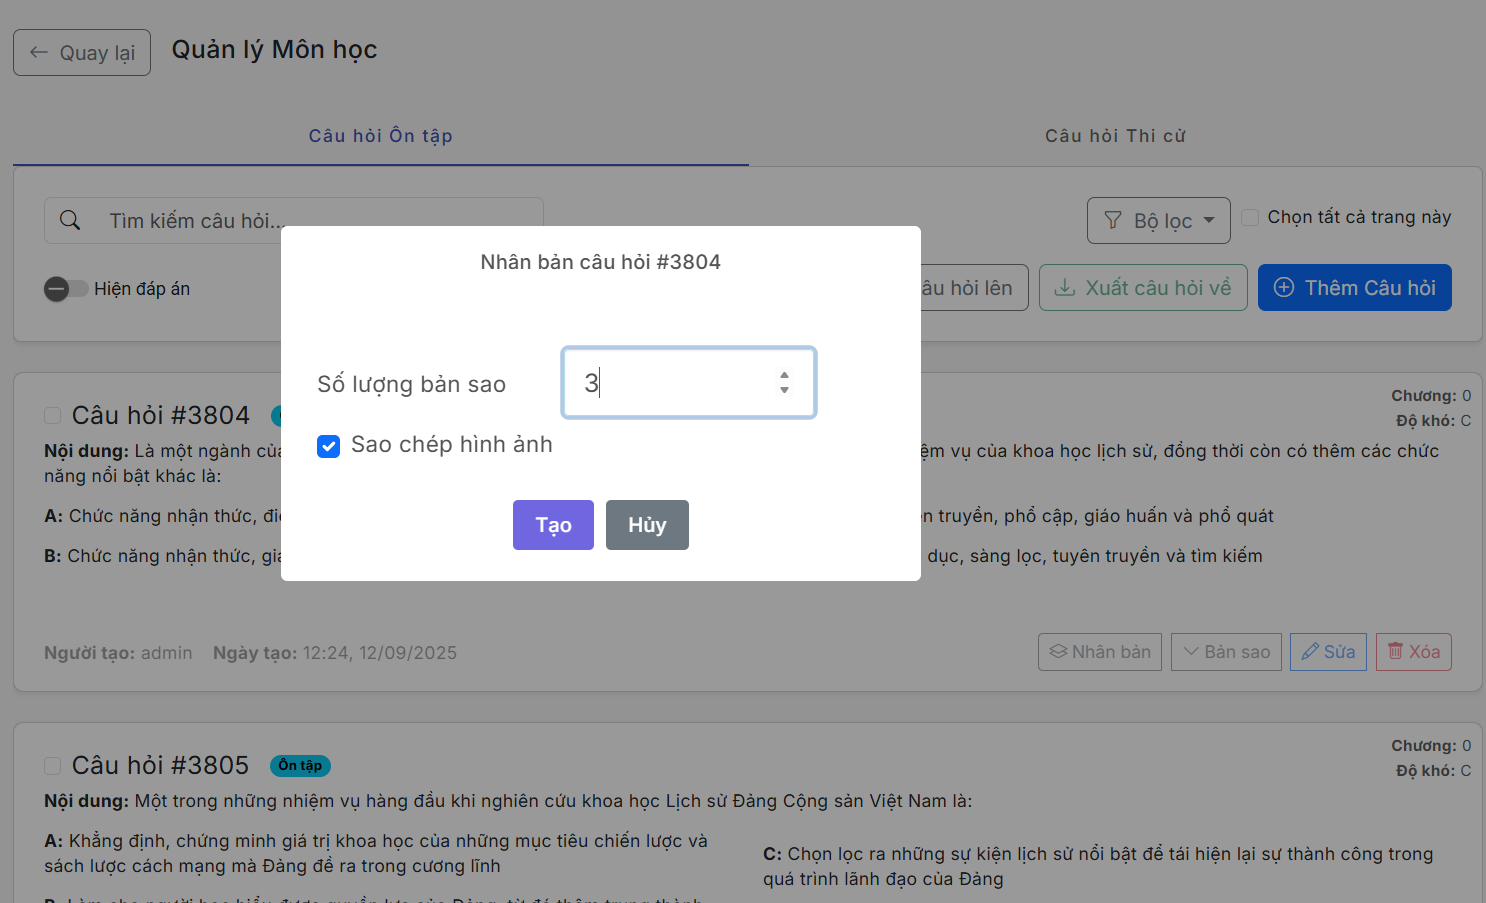 Quay lại
Quản lý Môn học
Câu hỏi Ôn tập
Câu hỏi Thi cử
Tìm kiếm câu hỏi...
Bộ lọc
Chọn tất cả trang này
Hiện đáp án
hỏi lên
Xuất câu hỏi về
Thêm Câu hỏi
Nhân bản câu hỏi #3804
Số lượng bản sao
3
Sao chép hình ảnh
Tạo
Hủy
Chương: 0
Độ khó: C
Câu hỏi #3804
Nội dung: Là một ngành vụ của khoa học lịch sử, đồng thời còn có thêm các chức
năng nổi bật khác là:
A: Chức năng nhận thức,
truyền, phổ cập, giáo huấn và phổ quát
B: Chức năng nhận thức,
dục, sàng lọc, tuyên truyền và tìm kiếm
Người tạo: admin Ngày tạo: 12:24, 12/09/2025
Nhân bản
Bản sao
Sửa
Xóa
Chương: 0
Độ khó: C
Câu hỏi #3805
Ôn tập
Nội dung: Một trong những nhiệm vụ hàng đầu khi nghiên cứu khoa học Lịch sử Đảng Cộng sản Việt Nam là:
A: Khẳng định, chứng minh giá trị khoa học của những mục tiêu chiến lược và
sách lược cách mạng mà Đảng đề ra trong cương lĩnh
C: Chọn lọc ra những sự kiện lịch sử nổi bật để tái hiện lại sự thành công trong
quá trình lãnh đạo của Đảng